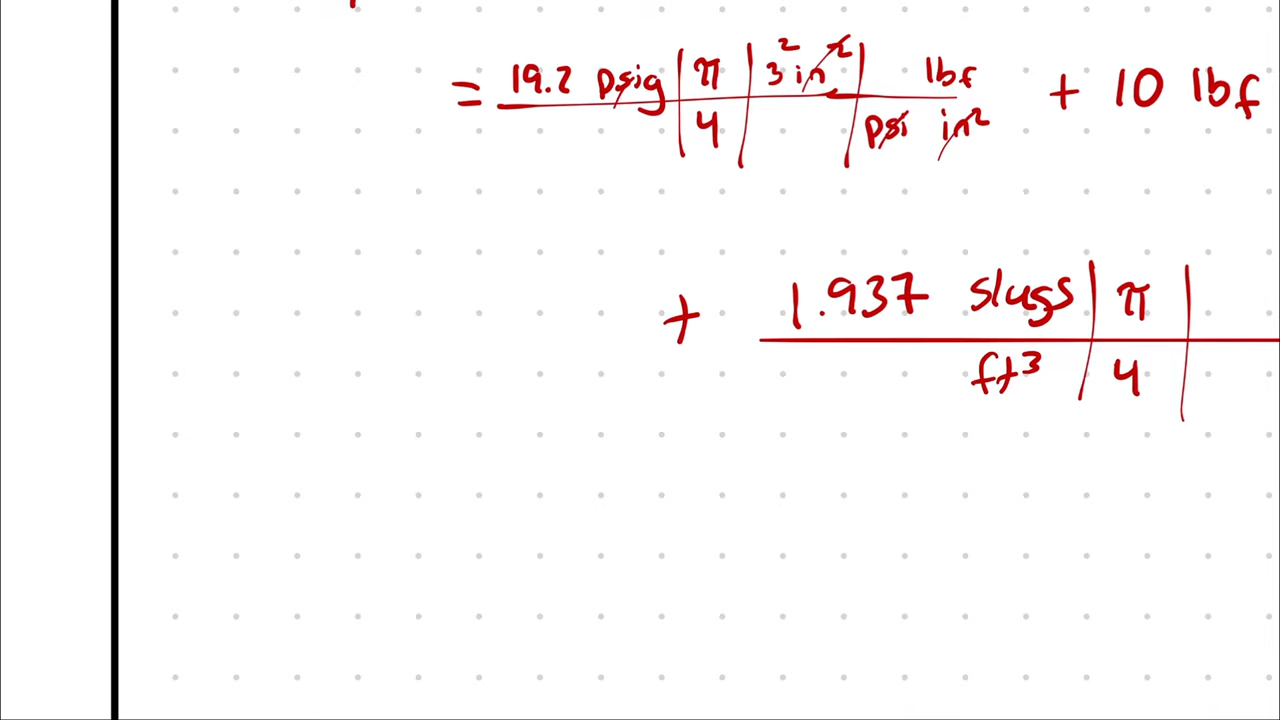 = 19.2 psig | π | 3² in² | lbf + 10 lbf
4 | psi in²
+ 1.937 slugs | π |
ft³ | 4 |